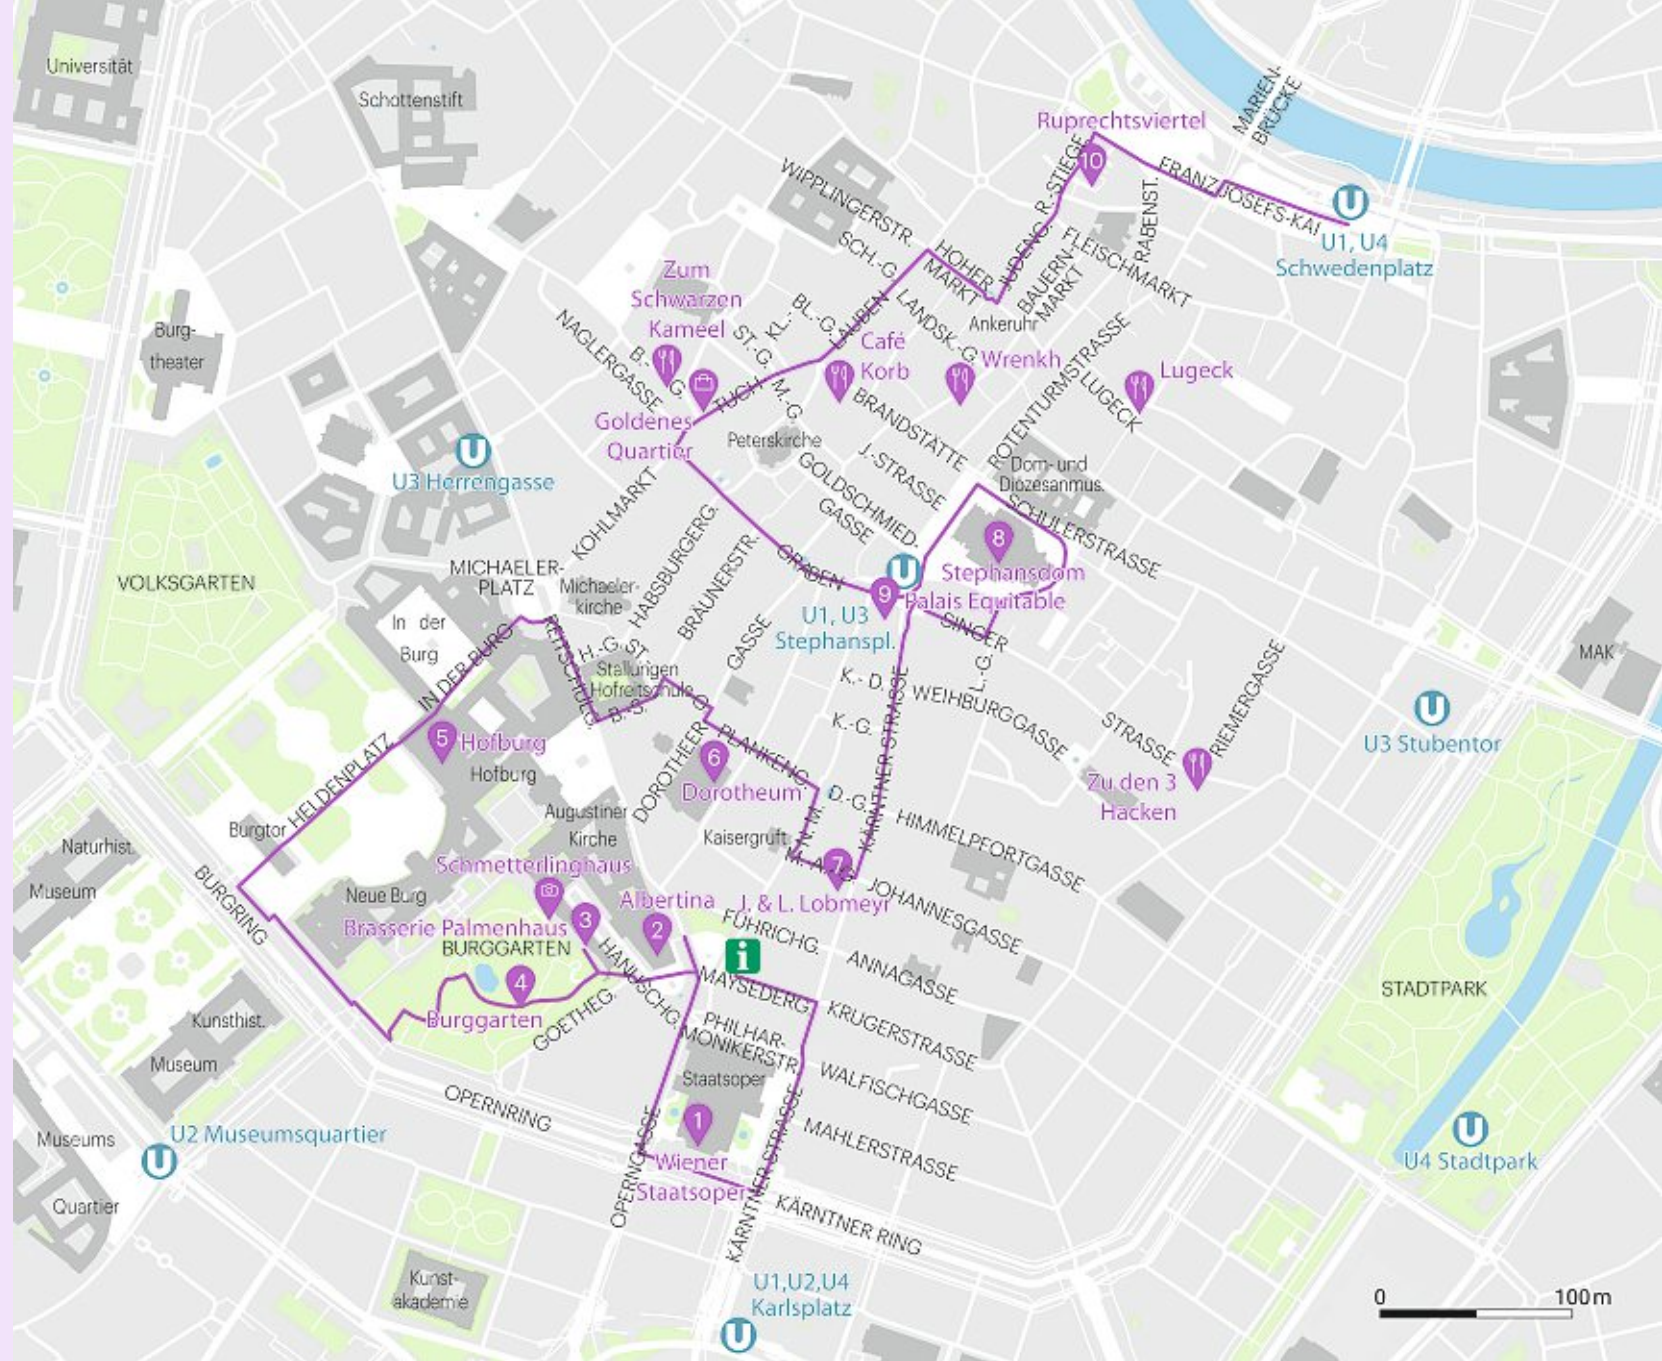 Universität
Schottenstift
MARIEN-
BRÜCKE
Ruprechtsviertel
10
FRANZ JOSEFS-KAI
U
U1, U4
Schwedenplatz
WIPPLINGERSTR.
SCH.-G.
HOHER
MARKT
JUDENG.
R.-STIEGE
RABENST.
FLEISCHMARKT
BAUERN-
MARKT
Ankeruhr
LANDSK.-G.
Zum
Schwarzen
Kameel
NAGLERGASSE
B.-G.
ST.-G.
KL.-
BL.-G.
LAUBEN
TUCH
M.-G.
Café
Korb
Wrenkh
Lugeck
LUGECK
ROTENTURMSTRASSE
BRANDSTÄTTE
J.-STRASSE
Goldenes
Quartier
Peterskirche
GOLDSCHMIED-
GASSE
Dom- und
Diözesanmus.
SCHULERSTRASSE
8
Stephansdom
9
Palais Equitable
U
U1, U3
Stephanspl.
SINGER
L.-G.
STRASSE
RIEMERGASSE
Burg-
theater
U
U3 Herrengasse
VOLKSGARTEN
KOHLMARKT
GRABEN
HABSBURGERG.
BRÄUNERSTR.
MICHAELER-
PLATZ
Michaeler-
kirche
In der
Burg
IN DER BURG
REITSCHULG.
H.-G.
ST.
Stallungen
Hofreitschule
B.-S.
GASSE
DOROTHEER
G.
PLANKENG.
K.-D.
K.-G.
D.-G.
WEIHBURGGASSE
KÄRNTNER STRASSE
HIMMELPFORTGASSE
MAK
U
U3 Stubentor
Zu den 3
Hacken
5
Hofburg
Hofburg
HELDENPLATZ
Burgtor
6
Dorotheum
Augustiner
Kirche
Kaisergruft
N. M.
7
J. & L. Lobmeyr
JOHANNESGASSE
Naturhist.
Museum
BURGRING
Neue Burg
Schmetterlinghaus
Brasserie Palmenhaus
3
BURGGARTEN
Albertina
2
4
Burggarten
HANUSCHG.
GOETHEG.
FÜHRICHG.
i
MAYSEDERG.
ANNAGASSE
KRUGERSTRASSE
PHILHAR-
MONIKERSTR.
WALFISCHGASSE
MAHLERSTRASSE
Kunsthist.
Museum
OPERNRING
Staatsoper
1
Wiener
Staatsoper
OPERNGASSE
KÄRNTNER STRASSE
KÄRNTNER RING
Museums
Quartier
U
U2 Museumsquartier
Kunst-
akademie
U1,U2,U4
Karlsplatz
U
STADTPARK
U
U4 Stadtpark
0 100m